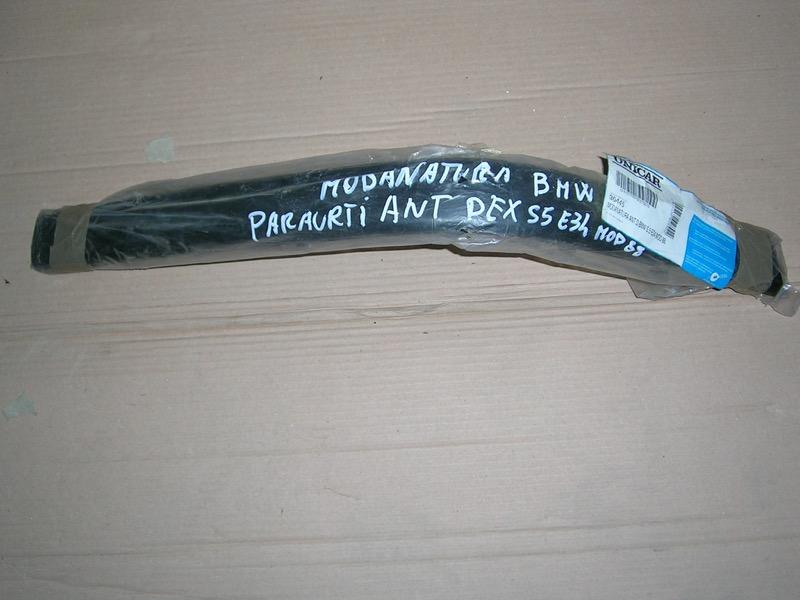 MODANATURA BMW
PARAURTI ANT DEX S5 E34 MOD 88
UNICAR